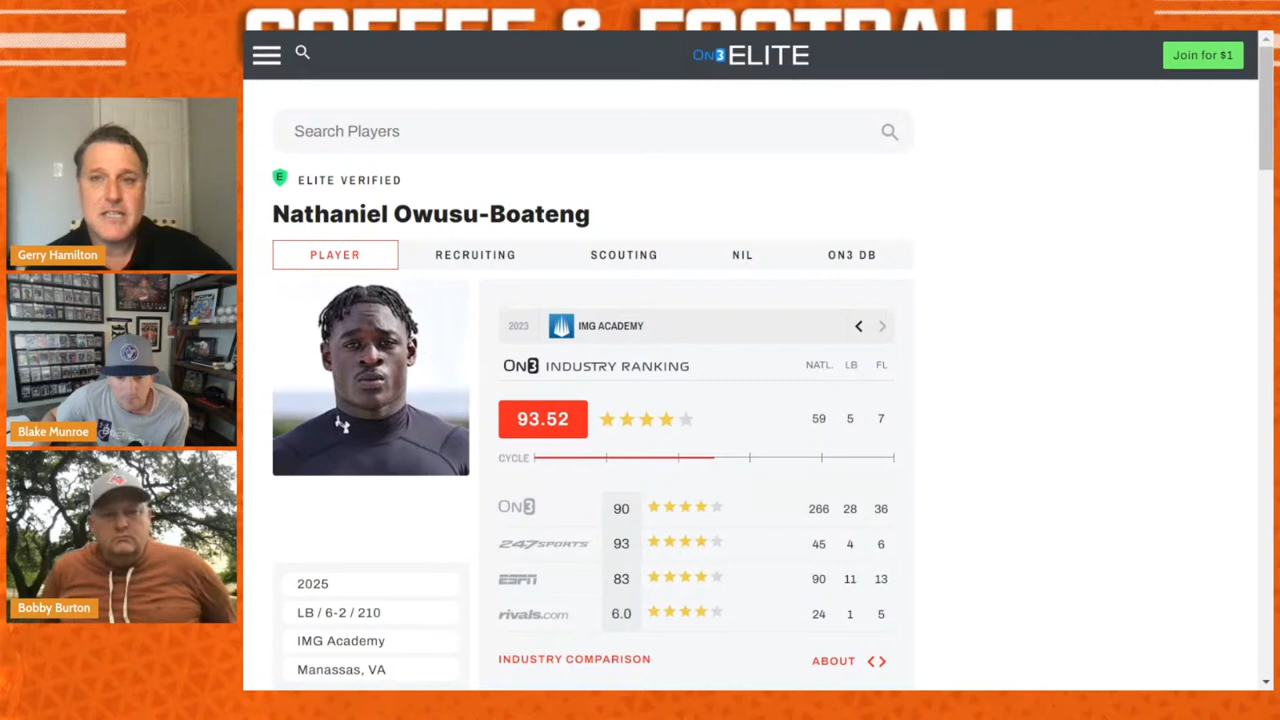 COFFEE & FOOTBALL
ON3 ELITE
Join for $1
Search Players
E ELITE VERIFIED
Nathaniel Owusu-Boateng
PLAYER RECRUITING SCOUTING NIL ON3 DB
2023 IMG ACADEMY
ON3 INDUSTRY RANKING NATL. LB FL
93.52 59 5 7
CYCLE
ON3 90 266 28 36
247SPORTS 93 45 4 6
ESPN 83 90 11 13
rivals.com 6.0 24 1 5
INDUSTRY COMPARISON ABOUT
2025
LB / 6-2 / 210
IMG Academy
Manassas, VA
Gerry Hamilton
Blake Munroe
Bobby Burton